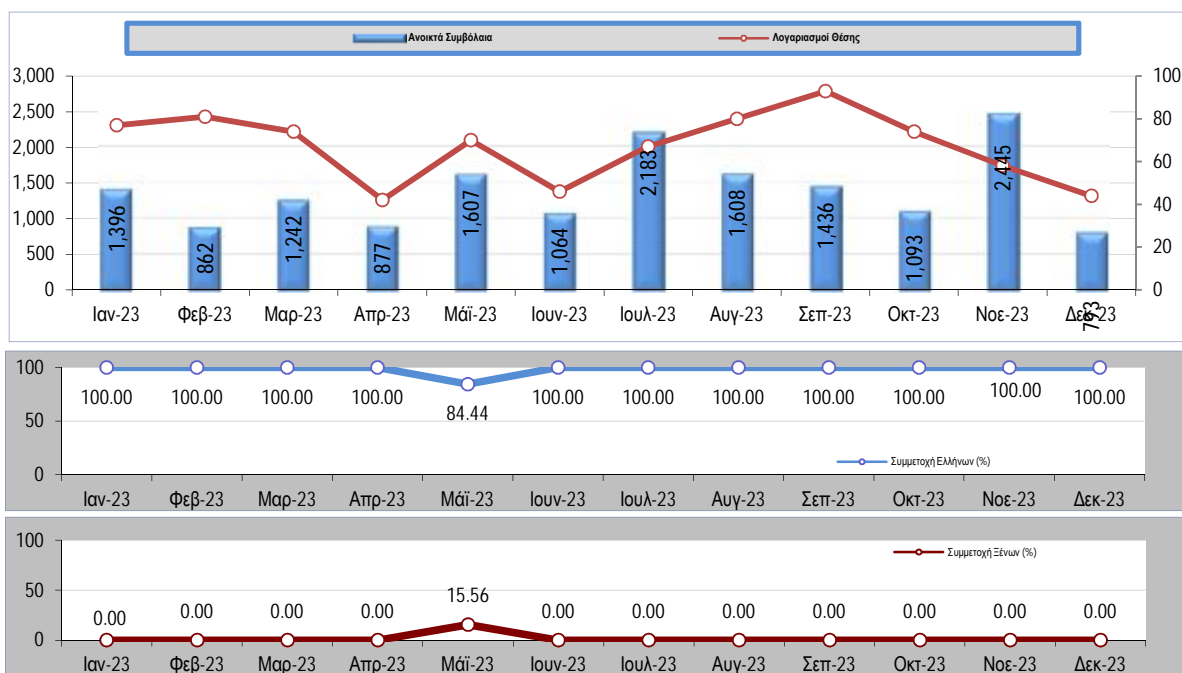 Ανοικτά Συμβόλαια Λογαριασμοί Θέσης
3,000 100
2,500 80
2,000 60
1,500 40
1,000 20
500 0
0
1,396 862 1,242 877 1,607 1,064 2,183 1,608 1,436 1,093 2,445 793
Ιαν-23 Φεβ-23 Μαρ-23 Απρ-23 Μάϊ-23 Ιουν-23 Ιουλ-23 Αυγ-23 Σεπ-23 Οκτ-23 Νοε-23 Δεκ-23
100
50
0
100.00 100.00 100.00 100.00 84.44 100.00 100.00 100.00 100.00 100.00 100.00 100.00
Συμμετοχή Ελλήνων (%)
Ιαν-23 Φεβ-23 Μαρ-23 Απρ-23 Μάϊ-23 Ιουν-23 Ιουλ-23 Αυγ-23 Σεπ-23 Οκτ-23 Νοε-23 Δεκ-23
100
50
0
Συμμετοχή Ξένων (%)
0.00 0.00 0.00 0.00 15.56 0.00 0.00 0.00 0.00 0.00 0.00 0.00
Ιαν-23 Φεβ-23 Μαρ-23 Απρ-23 Μάϊ-23 Ιουν-23 Ιουλ-23 Αυγ-23 Σεπ-23 Οκτ-23 Νοε-23 Δεκ-23